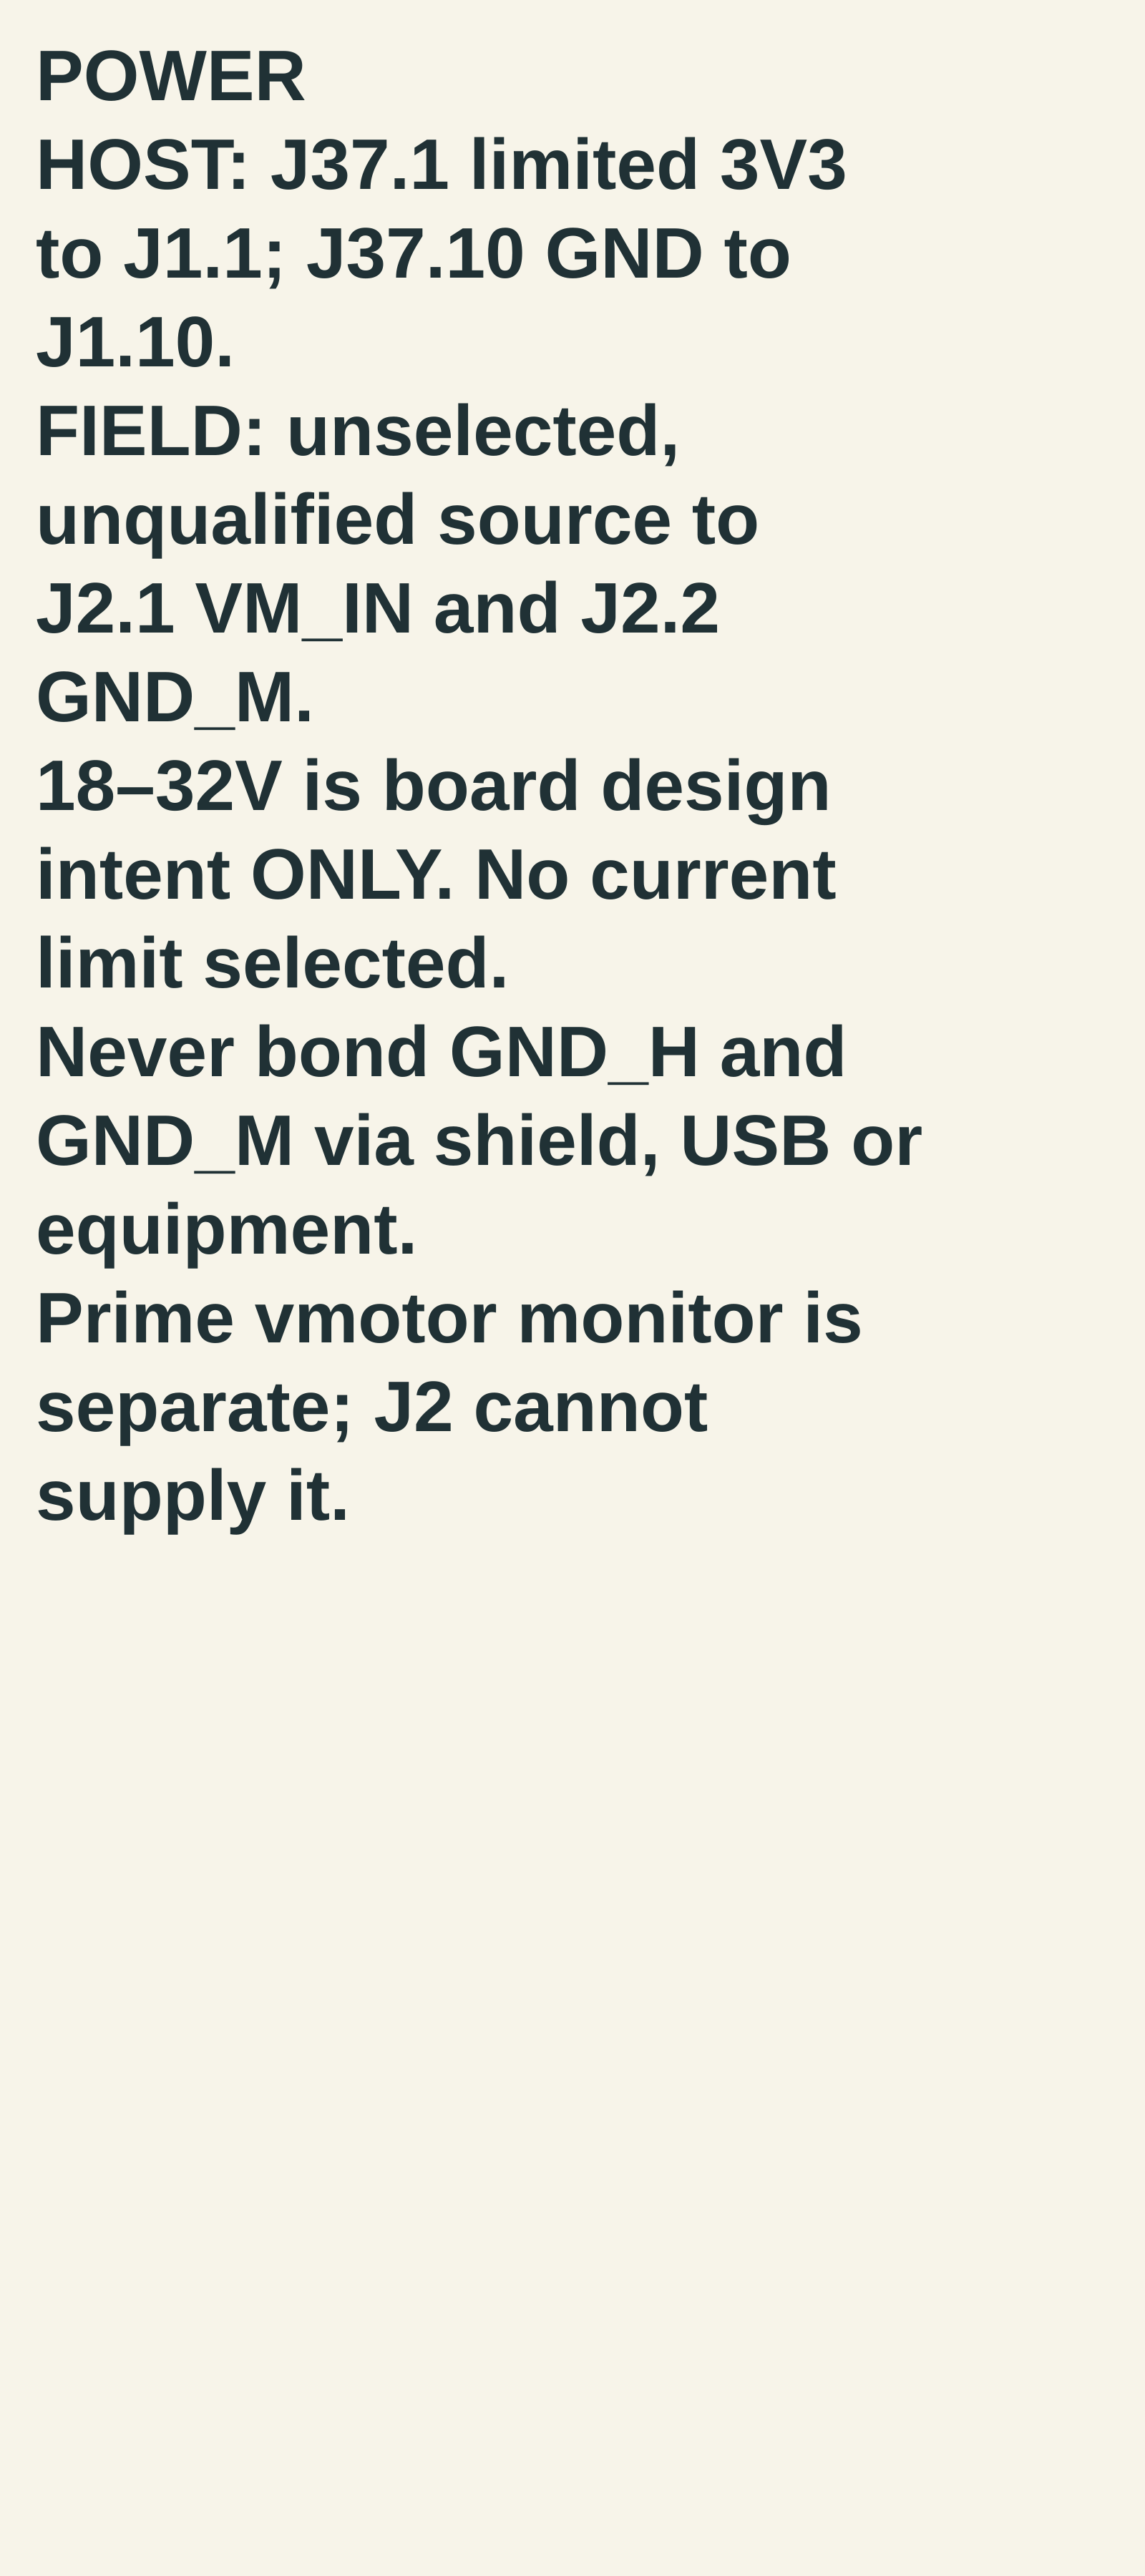 POWER
HOST: J37.1 limited 3V3
to J1.1; J37.10 GND to
J1.10.
FIELD: unselected,
unqualified source to
J2.1 VM_IN and J2.2
GND_M.
18–32V is board design
intent ONLY. No current
limit selected.
Never bond GND_H and
GND_M via shield, USB or
equipment.
Prime vmotor monitor is
separate; J2 cannot
supply it.